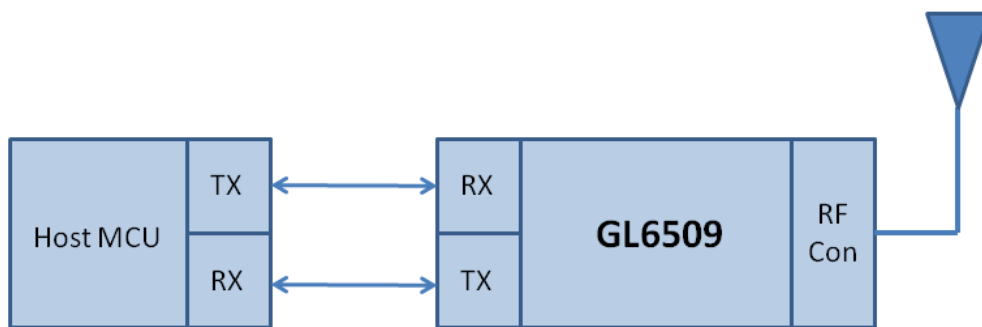 TX
RX
Host MCU
GL6509
RF
Con
RX
TX